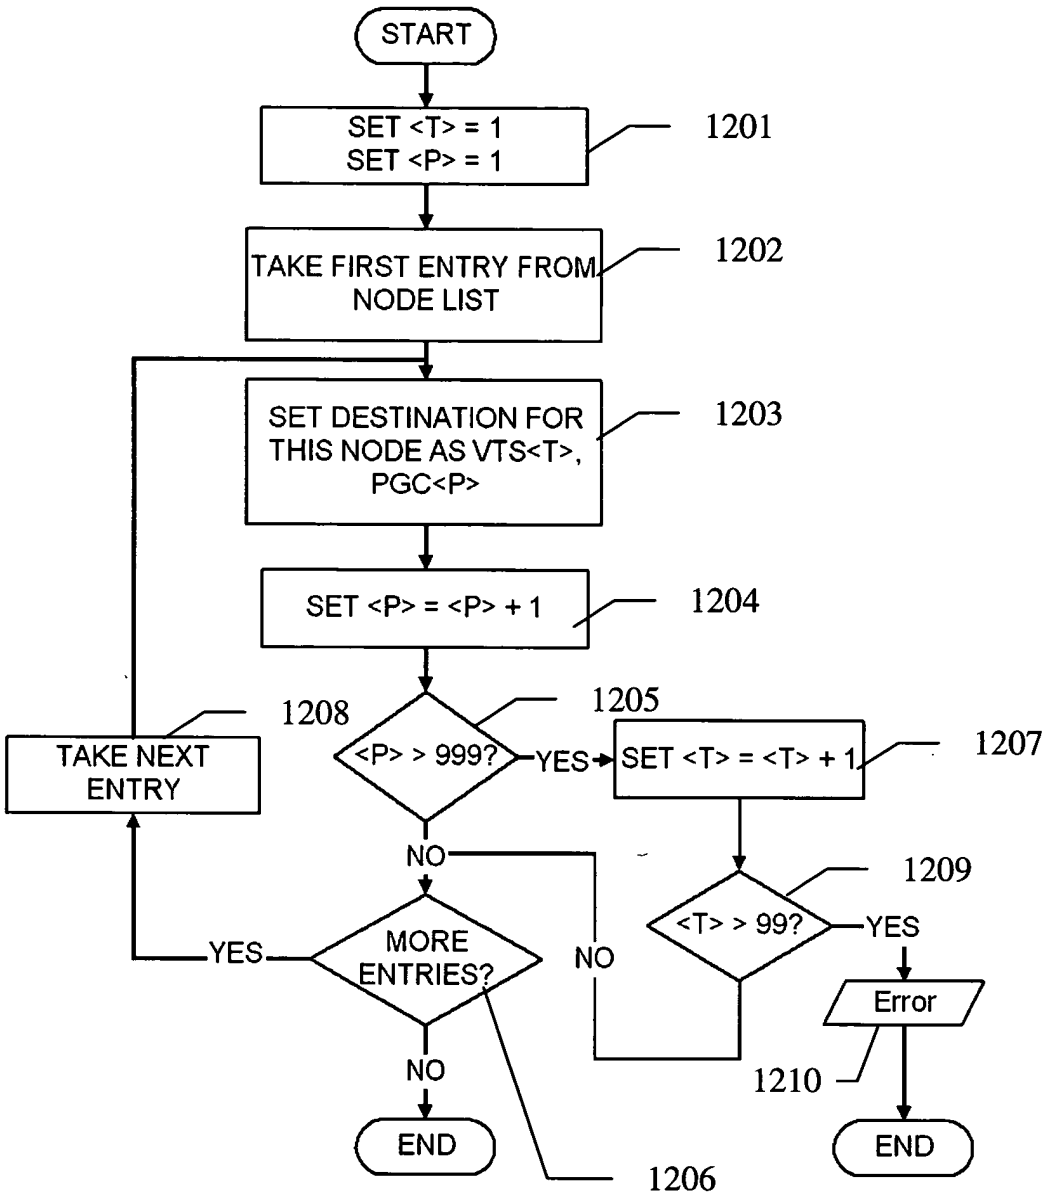 START
SET <T> = 1
SET <P> = 1
1201
TAKE FIRST ENTRY FROM
NODE LIST
1202
SET DESTINATION FOR
THIS NODE AS VTS<T>,
PGC<P>
1203
SET <P> = <P> + 1
1204
<P> > 999?
1205
YES
SET <T> = <T> + 1
1207
TAKE NEXT
ENTRY
1208
NO
<T> > 99?
1209
YES
NO
MORE
ENTRIES?
YES
Error
1210
NO
END
END
1206